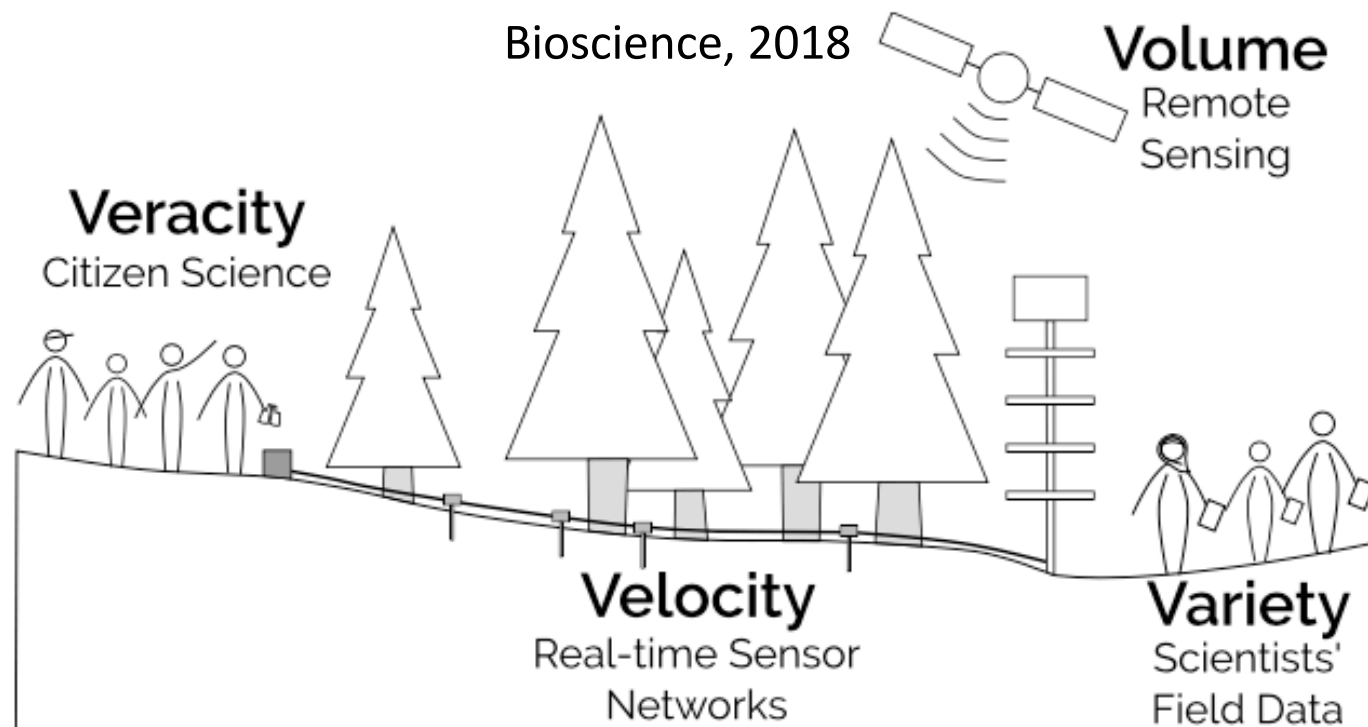 Bioscience, 2018
Volume
Remote
Sensing
Veracity
Citizen Science
Velocity
Real-time Sensor
Networks
Variety
Scientists'
Field Data